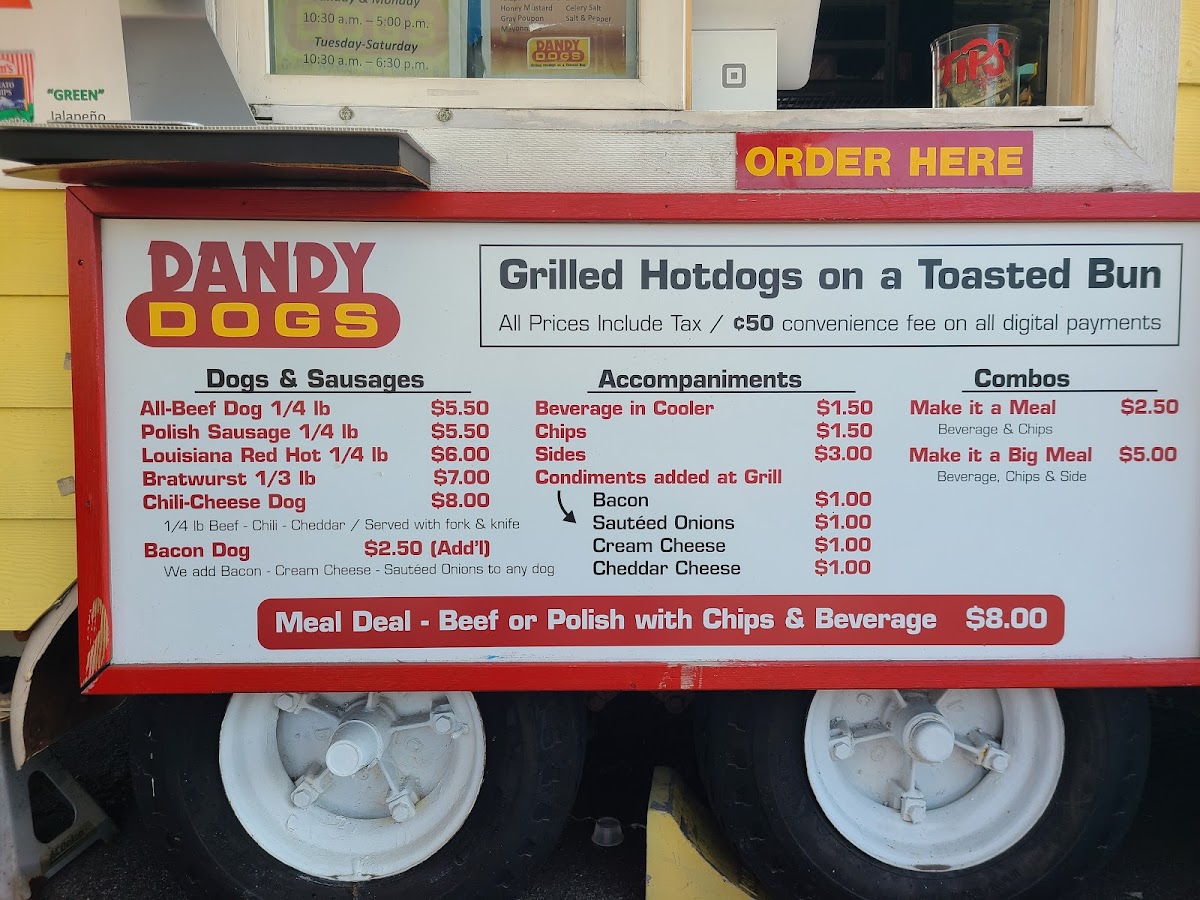 10:30 a.m. – 5:00 p.m.
Tuesday-Saturday
10:30 a.m. – 6:30 p.m.
Honey Mustard
Celery Salt
Gray Poupon
Salt & Pepper
DANDY
DOGS
TIPS
"GREEN"
Jalapeño
ORDER HERE
DANDY
DOGS
Grilled Hotdogs on a Toasted Bun
All Prices Include Tax / ¢50 convenience fee on all digital payments
Dogs & Sausages
All-Beef Dog 1/4 lb $5.50
Polish Sausage 1/4 lb $5.50
Louisiana Red Hot 1/4 lb $6.00
Bratwurst 1/3 lb $7.00
Chili-Cheese Dog $8.00
1/4 lb Beef - Chili - Cheddar / Served with fork & knife
Bacon Dog $2.50 (Add'l)
We add Bacon - Cream Cheese - Sautéed Onions to any dog
Accompaniments
Beverage in Cooler $1.50
Chips $1.50
Sides $3.00
Condiments added at Grill
Bacon $1.00
Sautéed Onions $1.00
Cream Cheese $1.00
Cheddar Cheese $1.00
Combos
Make it a Meal $2.50
Beverage & Chips
Make it a Big Meal $5.00
Beverage, Chips & Side
Meal Deal - Beef or Polish with Chips & Beverage $8.00